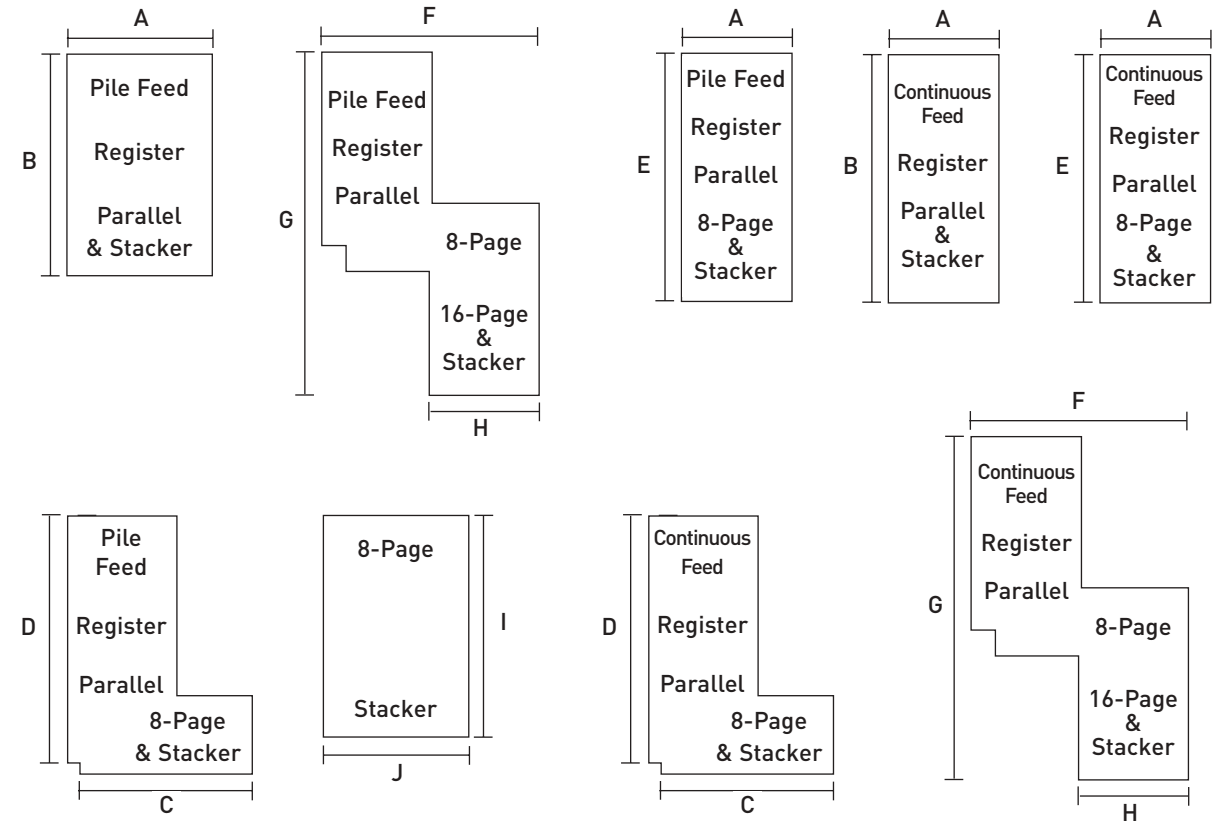 A
B
Pile Feed
Register
Parallel
& Stacker
F
G
Pile Feed
Register
Parallel
8-Page
16-Page
&
Stacker
H
A
E
Pile Feed
Register
Parallel
8-Page
&
Stacker
A
B
Continuous
Feed
Register
Parallel
&
Stacker
A
E
Continuous
Feed
Register
Parallel
8-Page
&
Stacker
D
Pile
Feed
Register
Parallel
8-Page
& Stacker
C
8-Page
Stacker
I
J
D
Continuous
Feed
Register
Parallel
8-Page
& Stacker
C
F
G
Continuous
Feed
Register
Parallel
8-Page
16-Page
&
Stacker
H